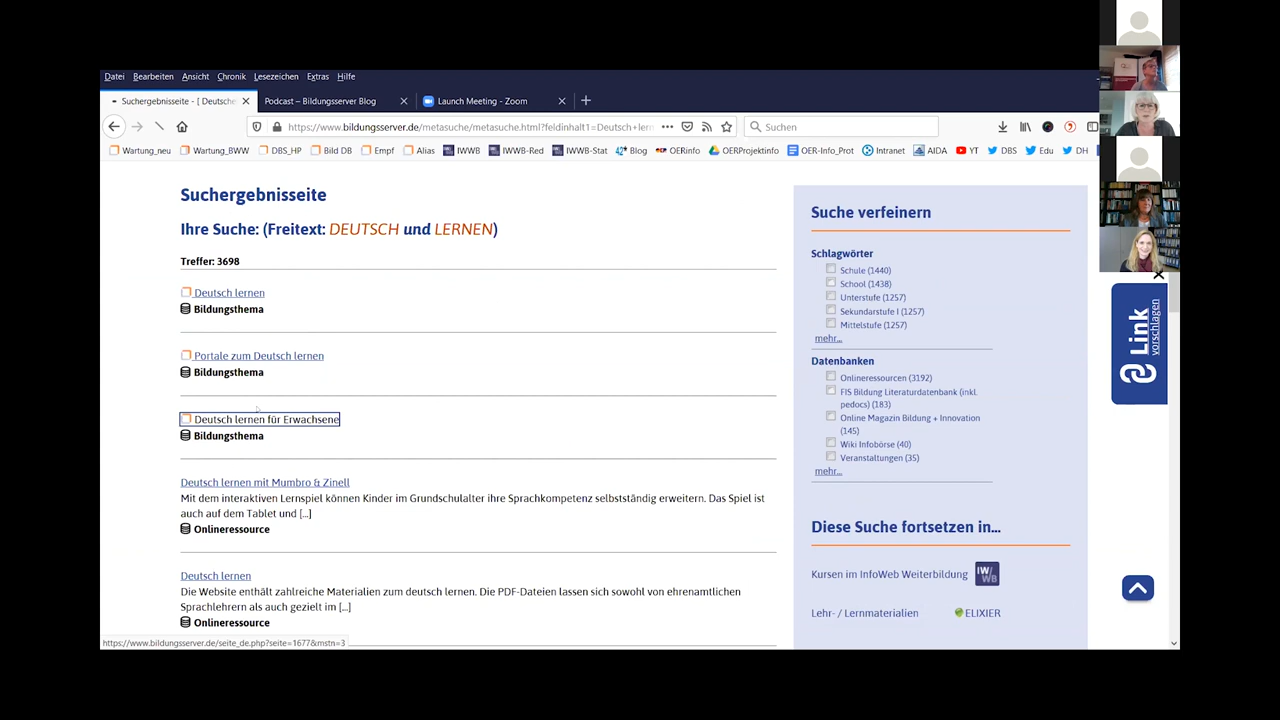 Datei Bearbeiten Ansicht Chronik Lesezeichen Extras Hilfe
Suchergebnisseite - [ Deutsche
Podcast – Bildungsserver Blog
Launch Meeting - Zoom
https://www.bildungsserver.de/metasuche/metasuche.html?feldinhalt1=Deutsch+lern
Suchen
Wartung_neu Wartung_BWW DBS_HP Bild DB Empf Alias IWWB IWWB-Red IWWB-Stat Blog OERinfo OERProjektinfo OER-Info_Prot Intranet AIDA YT DBS Edu DH
Suchergebnisseite
Ihre Suche: (Freitext: DEUTSCH und LERNEN)
Treffer: 3698
Deutsch lernen
Bildungsthema
Portale zum Deutsch lernen
Bildungsthema
Deutsch lernen für Erwachsene
Bildungsthema
Deutsch lernen mit Mumbro & Zinell
Mit dem interaktiven Lernspiel können Kinder im Grundschulalter ihre Sprachkompetenz selbstständig erweitern. Das Spiel ist
auch auf dem Tablet und [...]
Onlineressource
Deutsch lernen
Die Website enthält zahlreiche Materialien zum deutsch lernen. Die PDF-Dateien lassen sich sowohl von ehrenamtlichen
Sprachlehrern als auch gezielt im [...]
Onlineressource
https://www.bildungsserver.de/seite_de.php?seite=1677&mstn=3
Suche verfeinern
Schlagwörter
Schule (1440)
School (1438)
Unterstufe (1257)
Sekundarstufe I (1257)
Mittelstufe (1257)
mehr...
Datenbanken
Onlineressourcen (3192)
FIS Bildung Literaturdatenbank (inkl.
pedocs) (183)
Online Magazin Bildung + Innovation
(145)
Wiki Infobörse (40)
Veranstaltungen (35)
mehr...
Diese Suche fortsetzen in...
Kursen im InfoWeb Weiterbildung
IW/
WB
Lehr- / Lernmaterialien
ELIXIER
Link
vorschlagen